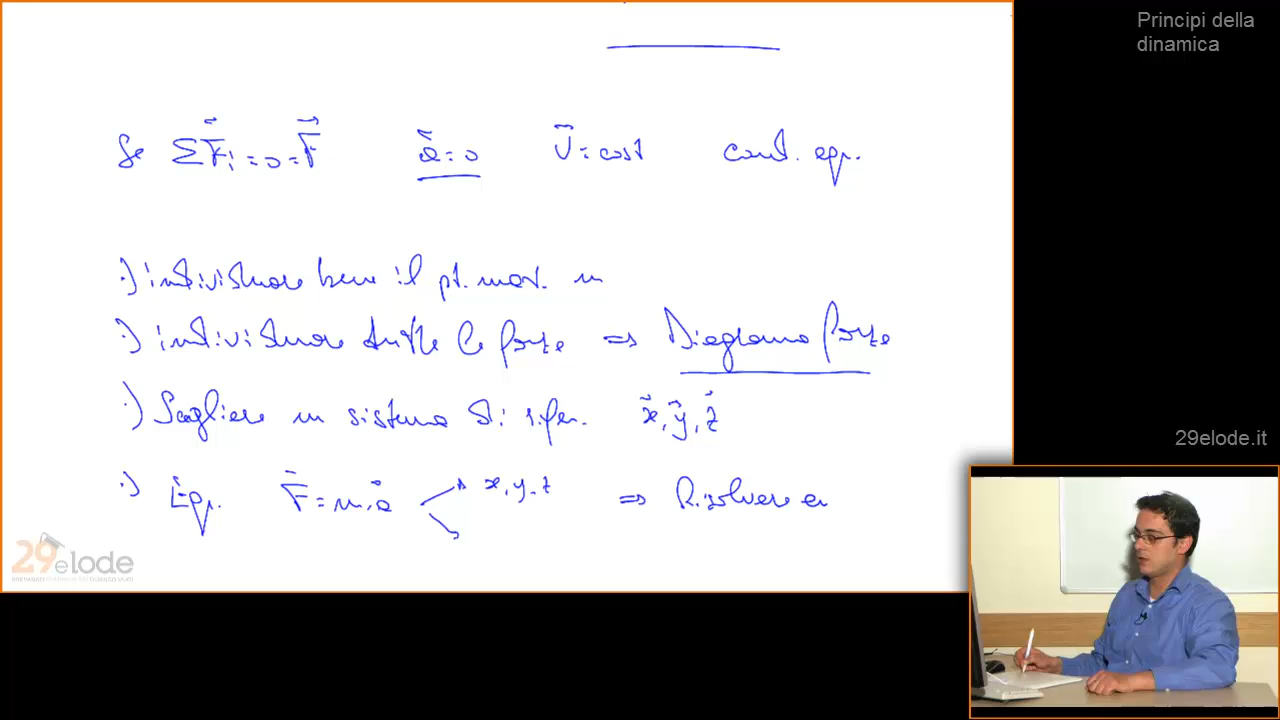 Principi della
dinamica
Se ΣF⃗i = 0 = F⃗ a⃗ = 0 v⃗ = cost cond. eq.
·) individuare bene il pt. mat. m
·) individuare tutte le forze ⇒ Diagramma forze
·) Scegliere un sistema di rifer. x⃗, y⃗, z⃗
·) Eq. F⃗ = m·a⃗ x, y, z ⇒ Risolvere
29elode.it
29elode